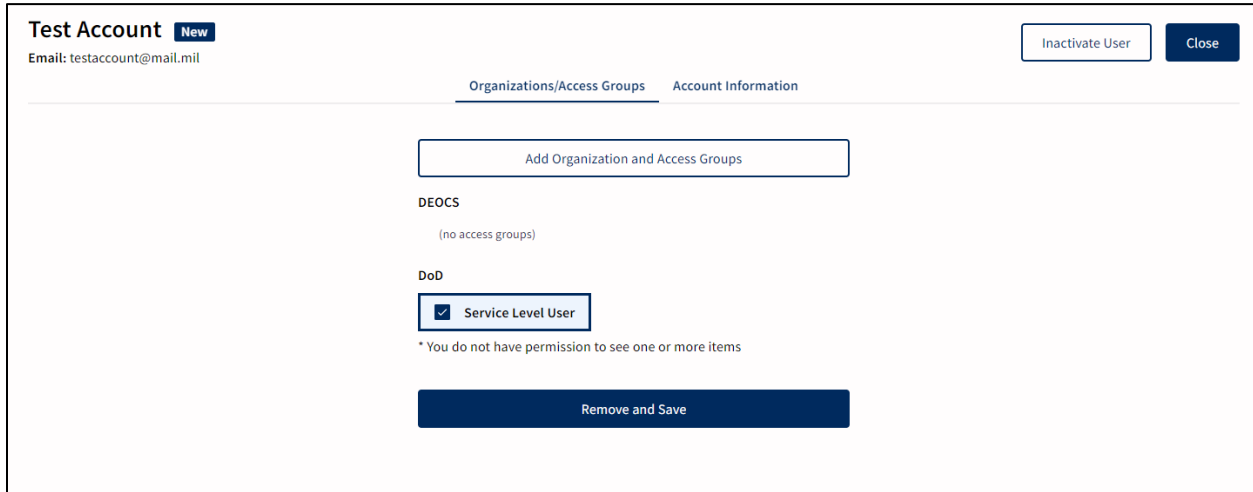 Test Account New
Email: testaccount@mail.mil
Inactivate User
Close
Organizations/Access Groups
Account Information
Add Organization and Access Groups
DEOCS
(no access groups)
DoD
Service Level User
* You do not have permission to see one or more items
Remove and Save